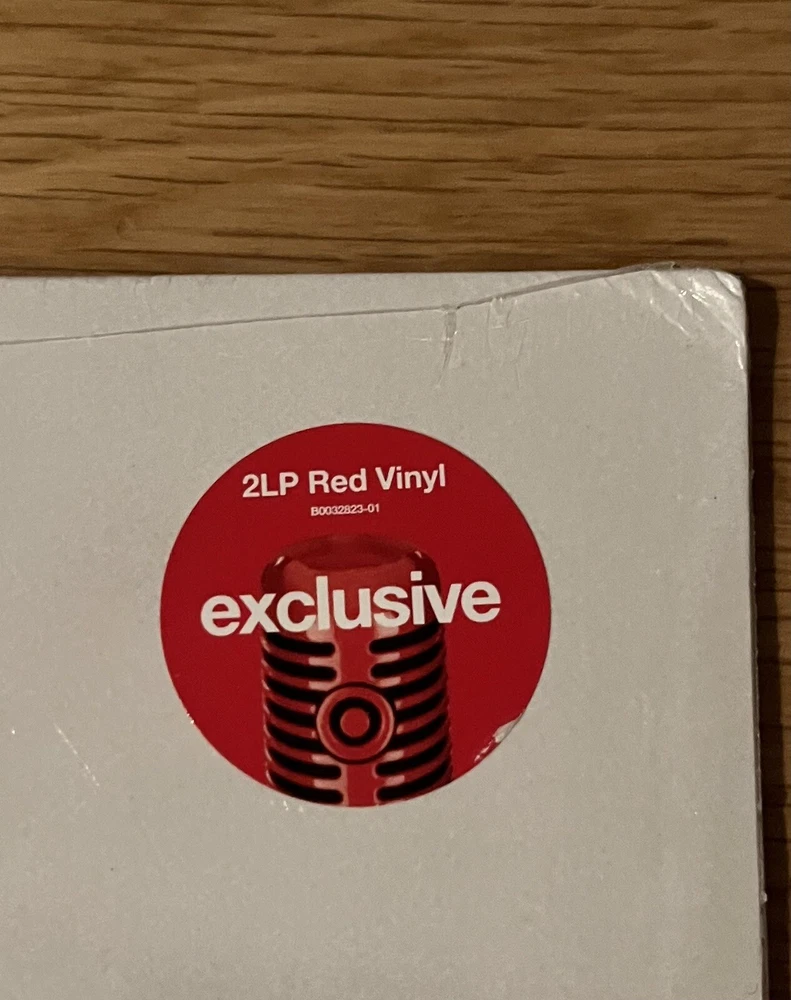 2LP Red Vinyl
B0032823-01
exclusive